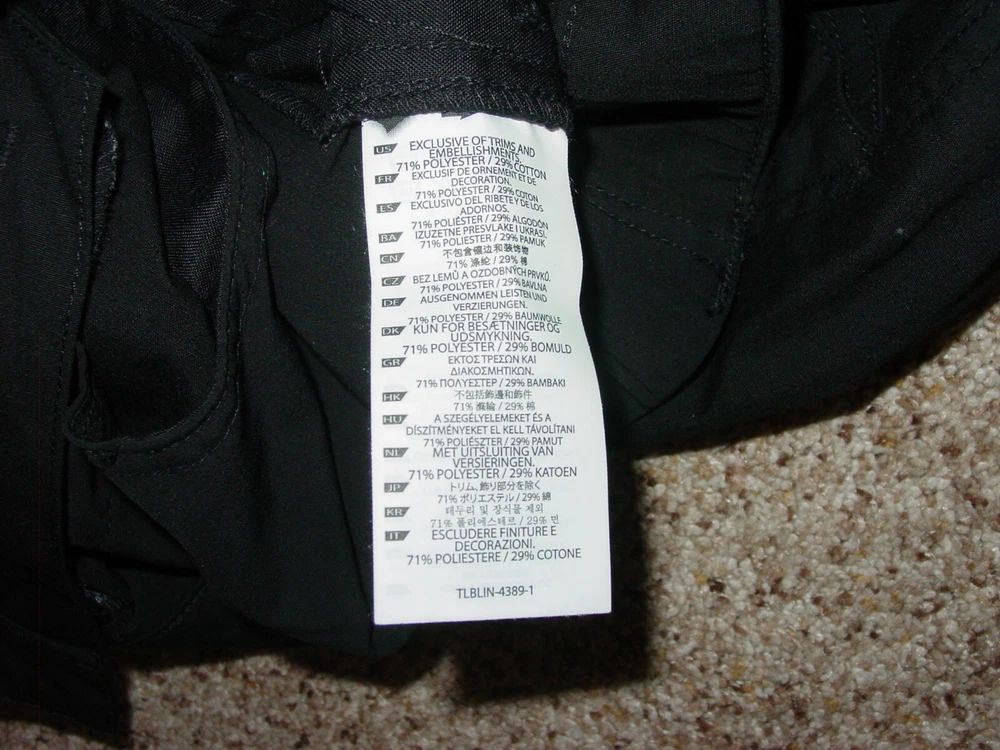 US EXCLUSIVE OF TRIMS AND
EMBELLISHMENTS.
71% POLYESTER / 29% COTTON
FR EXCLUSIF DE ORNEMENT ET DE
DECORATION.
71% POLYESTER / 29% COTON
ES EXCLUSIVO DEL RIBETE Y DE LOS
ADORNOS.
71% POLIÉSTER / 29% ALGODÓN
BA IZUZETNE PRESVLAKE I UKRASI.
71% POLIESTER / 29% PAMUK
CN 不包含镶边和装饰物
71% 涤纶 / 29% 棉
CZ BEZ LEMŮ A OZDOBNÝCH PRVKŮ.
71% POLYESTER / 29% BAVLNA
DE AUSGENOMMEN LEISTEN UND
VERZIERUNGEN.
71% POLYESTER / 29% BAUMWOLLE
DK KUN FOR BESÆTNINGER OG
UDSMYKNING.
71% POLYESTER / 29% BOMULD
GR ΕΚΤΟΣ ΤΡΕΣΩΝ ΚΑΙ
ΔΙΑΚΟΣΜΗΤΙΚΩΝ.
71% ΠΟΛΥΕΣΤΕΡ / 29% ΒΑΜΒΑΚΙ
HK 不包括飾邊和飾件
71% 滌綸 / 29% 棉
HU A SZEGÉLYELEMEKET ÉS A
DÍSZÍTMÉNYEKET EL KELL TÁVOLÍTANI
71% POLIÉSZTER / 29% PAMUT
NL MET UITSLUITING VAN
VERSIERINGEN.
71% POLYESTER / 29% KATOEN
JP トリム、飾り部分を除く
71% ポリエステル / 29% 綿
KR 테두리 및 장식물 제외
71% 폴리에스테르 / 29% 면
IT ESCLUDERE FINITURE E
DECORAZIONI.
71% POLIESTERE / 29% COTONE
TLBLIN-4389-1